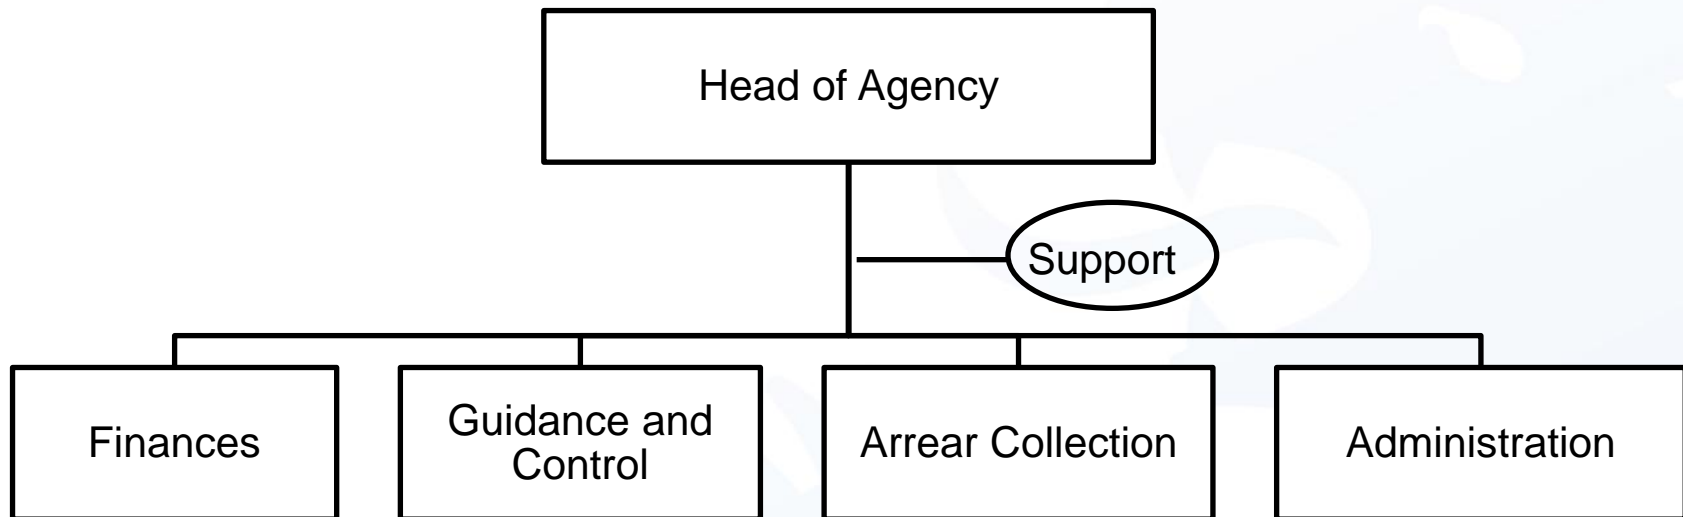 Head of Agency
Support
Finances
Guidance and
Control
Arrear Collection
Administration